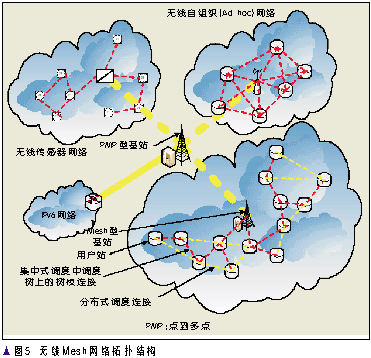 无线自组织(Ad hoc)网络
无线传感器网络
PMP型基站
IPv6网络
Mesh型
基站
用户站
集中式调度中调度
树上的树枝连接
分布式调度连接
PMP:点到多点
▲图5 无线Mesh网络拓扑结构